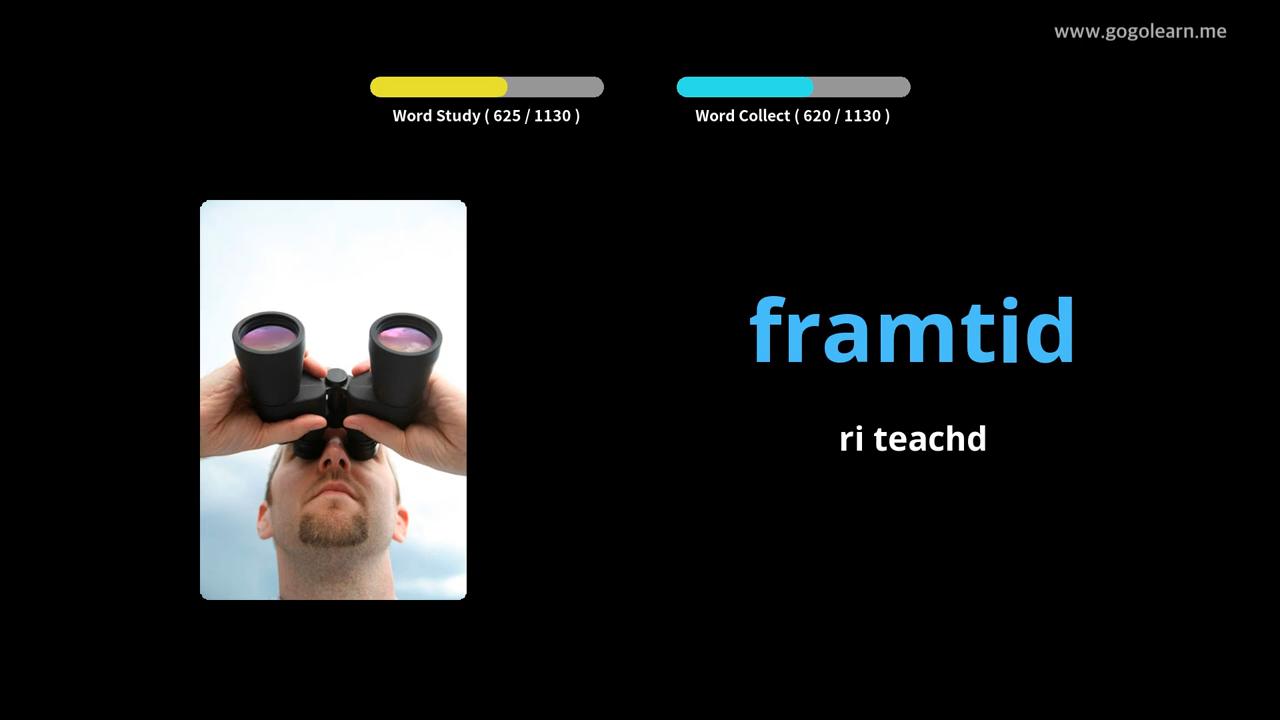 www.gogolearn.me
Word Study ( 625 / 1130 )
Word Collect ( 620 / 1130 )
framtid
ri teachd